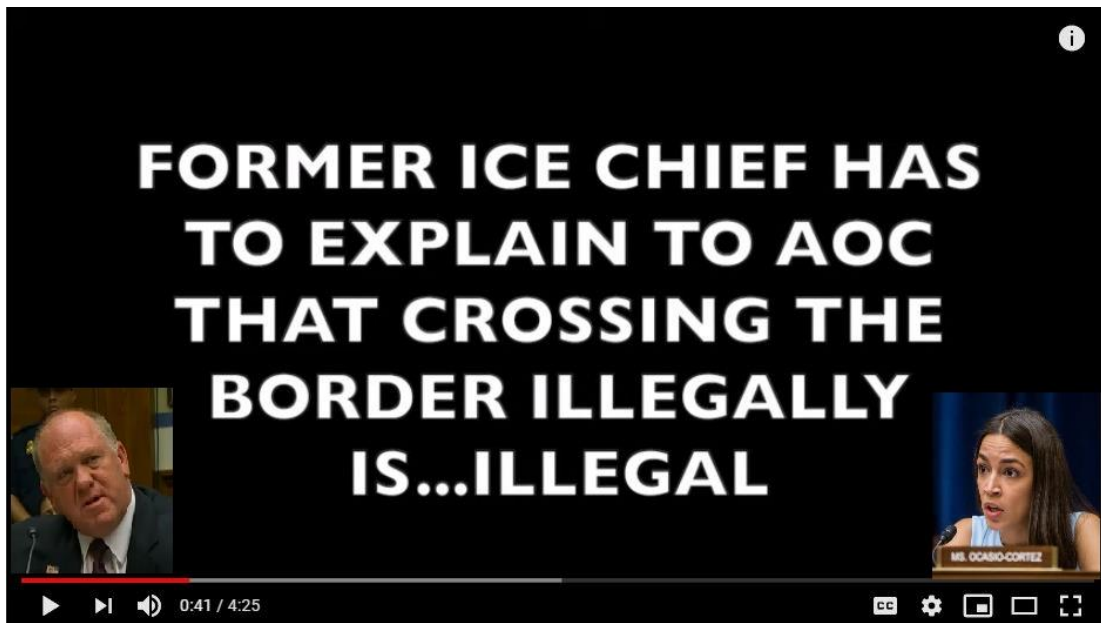 FORMER ICE CHIEF HAS
TO EXPLAIN TO AOC
THAT CROSSING THE
BORDER ILLEGALLY
IS...ILLEGAL
MS. OCASIO-CORTEZ
0:41 / 4:25
CC